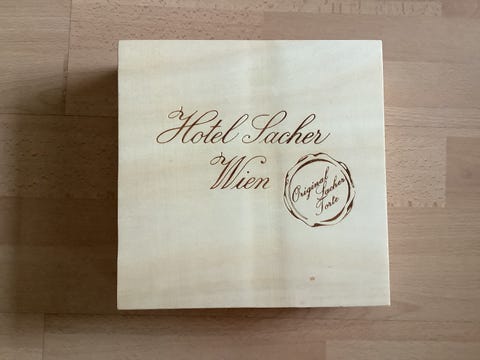 Hotel Sacher
Wien
Original
Sacher
Torte